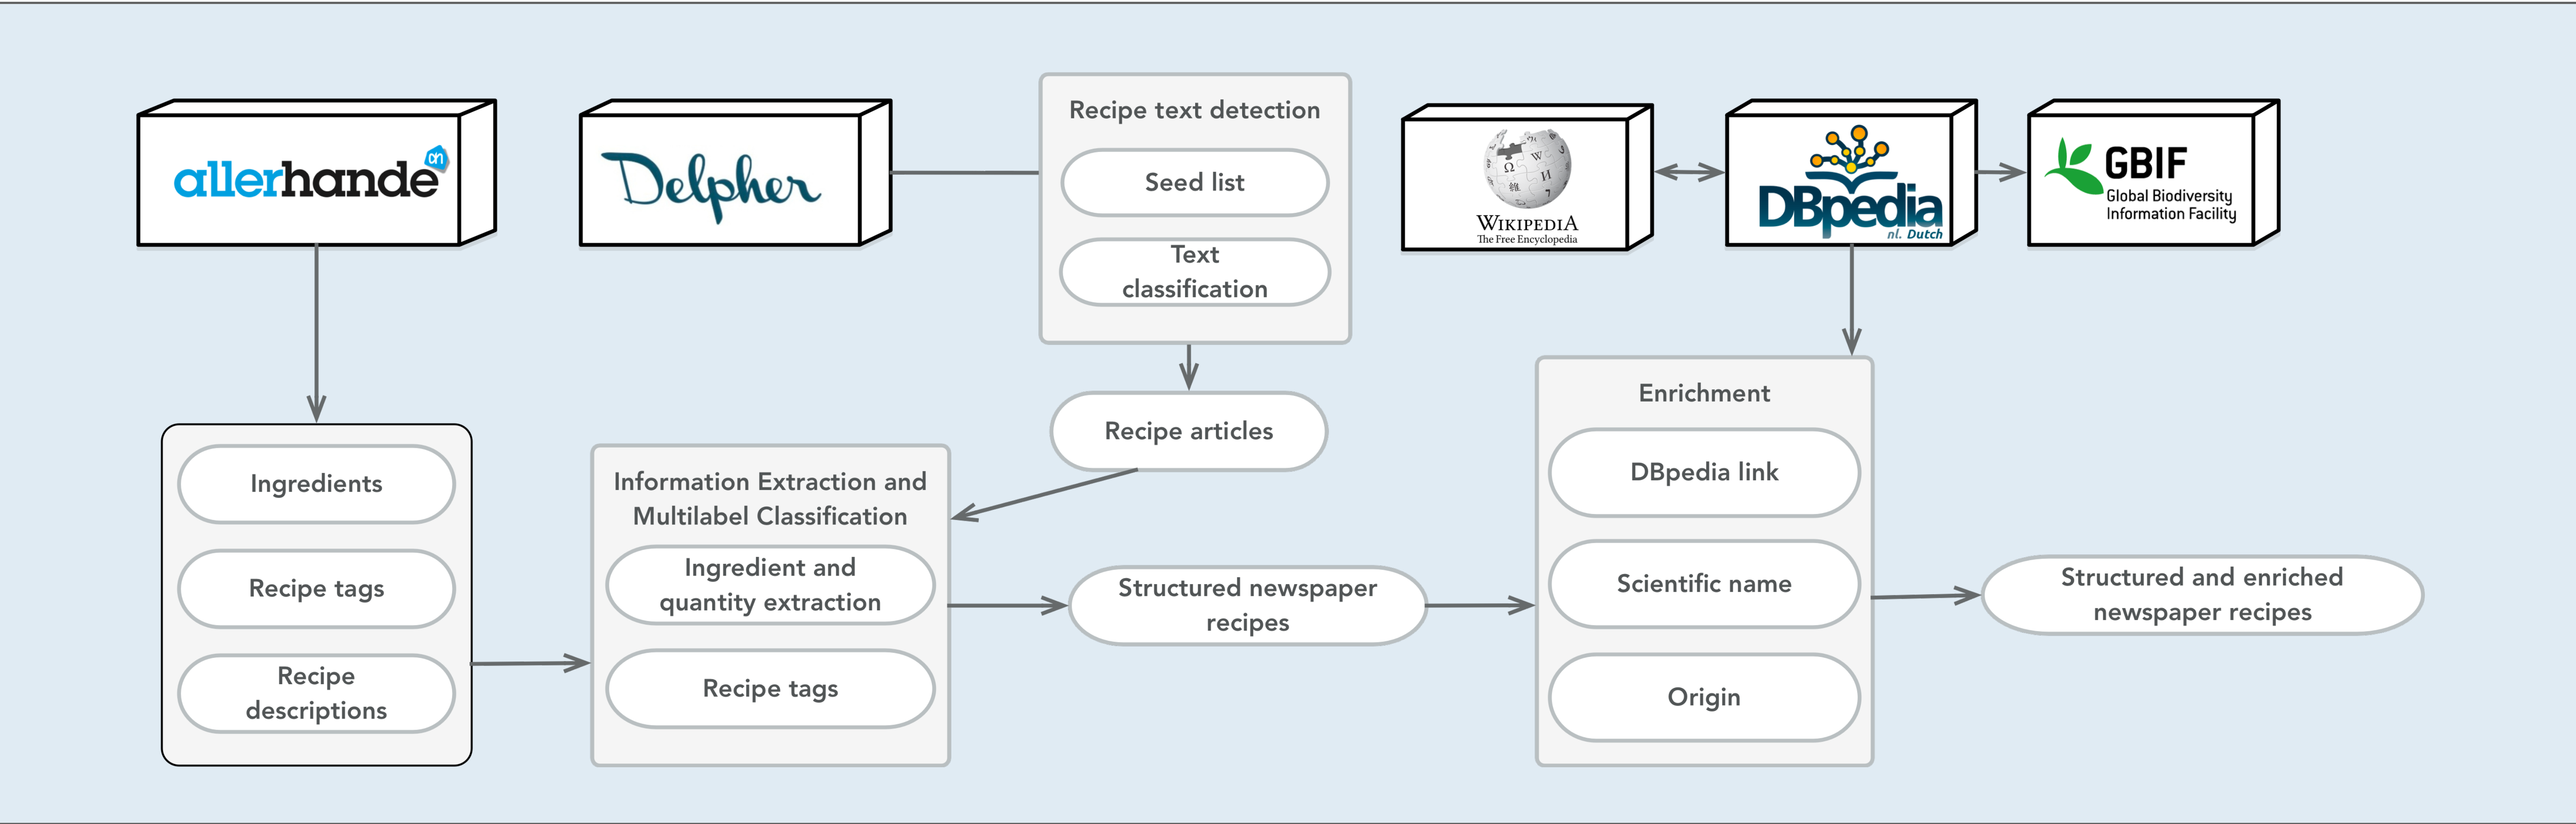 allerhande
ah
Delpher
Recipe text detection
Seed list
Text
classification
Ω
W
И
維
WIKIPEDIA
The Free Encyclopedia
DBpedia
nl. Dutch
GBIF
Global Biodiversity
Information Facility
Recipe articles
Ingredients
Recipe tags
Recipe
descriptions
Information Extraction and
Multilabel Classification
Ingredient and
quantity extraction
Recipe tags
Structured newspaper
recipes
Enrichment
DBpedia link
Scientific name
Origin
Structured and enriched
newspaper recipes